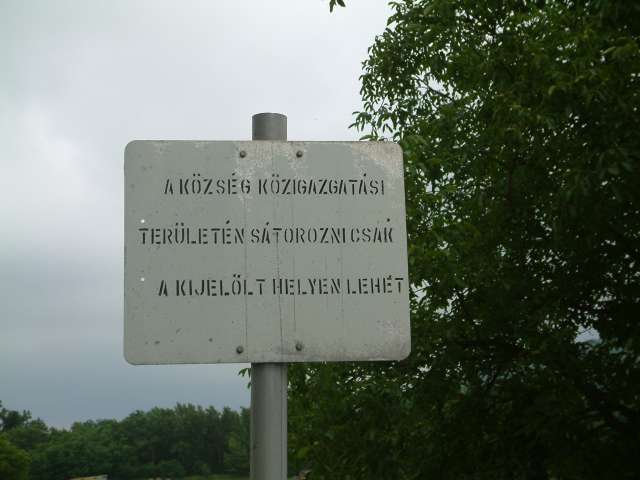 A KÖZSÉG KÖZIGAZGATÁSI
TERÜLETÉN SÁTOROZNI CSAK
A KIJELÖLT HELYEN LEHET